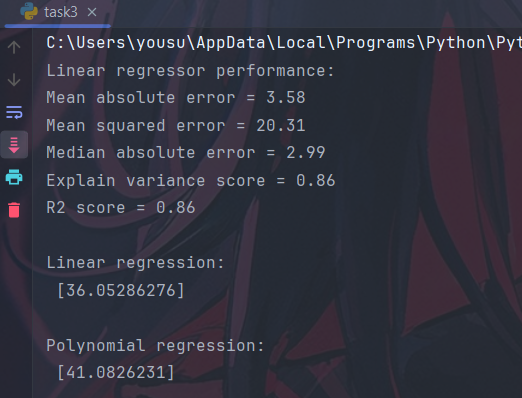 task3
C:\Users\yousu\AppData\Local\Programs\Python\Pyt
Linear regressor performance:
Mean absolute error = 3.58
Mean squared error = 20.31
Median absolute error = 2.99
Explain variance score = 0.86
R2 score = 0.86
Linear regression:
[36.05286276]
Polynomial regression:
[41.0826231]